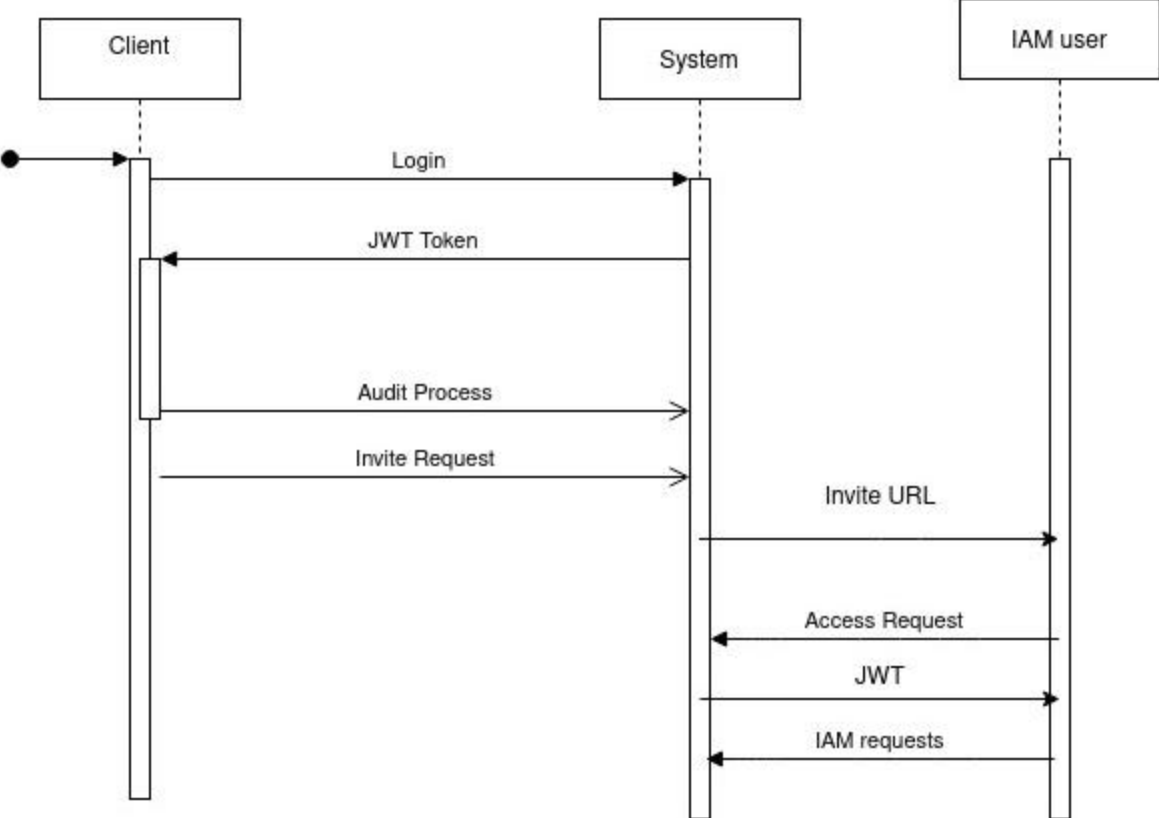 Client
System
IAM user
Login
JWT Token
Audit Process
Invite Request
Invite URL
Access Request
JWT
IAM requests